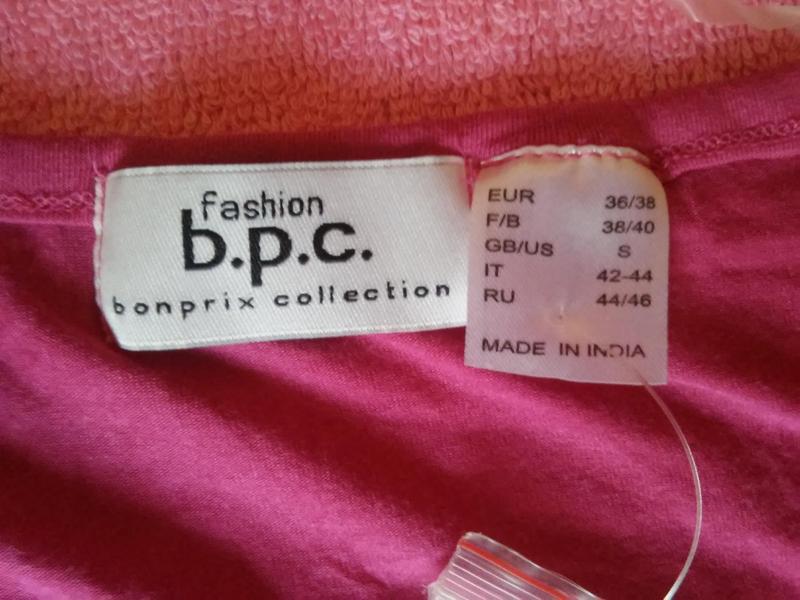 fashion
b.p.c.
bonprix collection
EUR 36/38
F/B 38/40
GB/US S
IT 42-44
RU 44/46
MADE IN INDIA